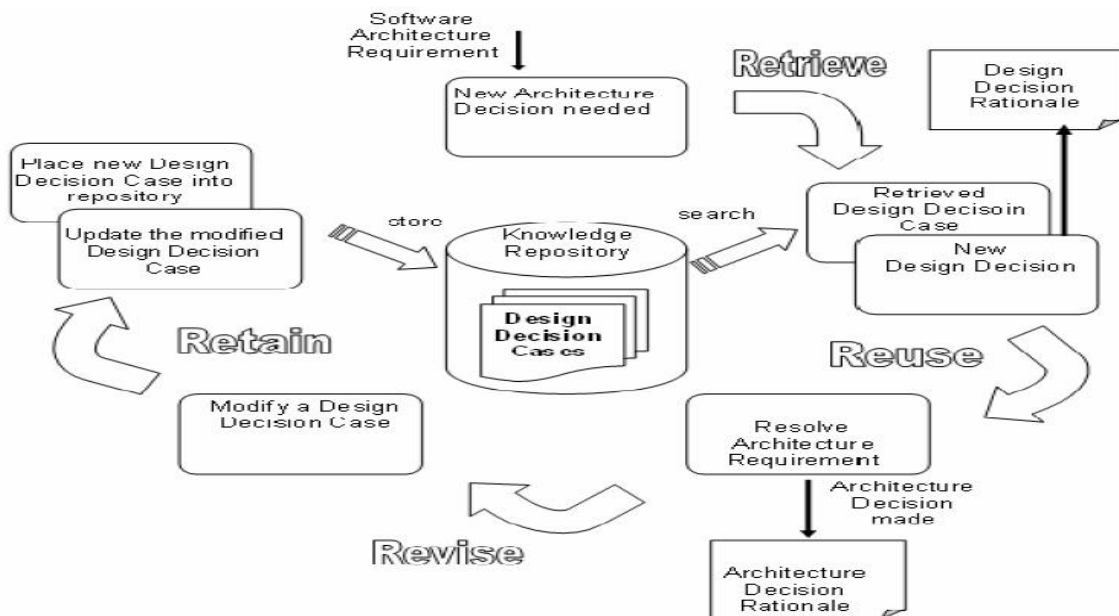 Software
Architecture
Requirement
Retrieve
New Architecture
Decision needed
Design
Decision
Rationale
Place new Design
Decision Case into
repository
Update the modified
Design Decision
Case
store
Knowledge
Repository
search
Retrieved
Design Decisoin
Case
New
Design Decision
Design
Decision
Cases
Retain
Reuse
Modify a Design
Decision Case
Resolve
Architecture
Requirement
Architecture
Decision
made
Revise
Architecture
Decision
Rationale